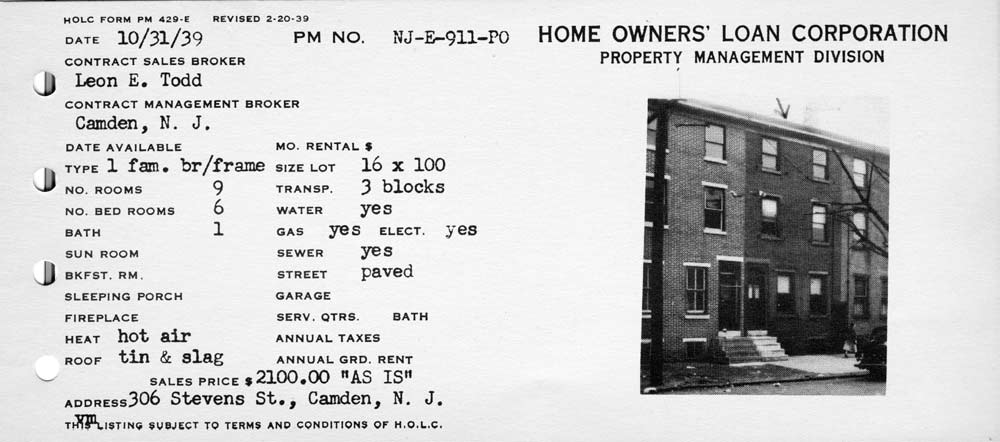 HOLC FORM PM 429-E REVISED 2-20-39
DATE 10/31/39 PM NO. NJ-E-911-PO
HOME OWNERS' LOAN CORPORATION
PROPERTY MANAGEMENT DIVISION
CONTRACT SALES BROKER
Leon E. Todd
CONTRACT MANAGEMENT BROKER
Camden, N. J.
DATE AVAILABLE MO. RENTAL $
TYPE 1 fam. br/frame SIZE LOT 16 x 100
NO. ROOMS 9 TRANSP. 3 blocks
NO. BED ROOMS 6 WATER yes
BATH 1 GAS yes ELECT. yes
SUN ROOM SEWER yes
BKFST. RM. STREET paved
SLEEPING PORCH GARAGE
FIREPLACE SERV. QTRS. BATH
HEAT hot air ANNUAL TAXES
ROOF tin & slag ANNUAL GRD. RENT
SALES PRICE $2100.00 "AS IS"
ADDRESS 306 Stevens St., Camden, N. J.
vm
THIS LISTING SUBJECT TO TERMS AND CONDITIONS OF H.O.L.C.